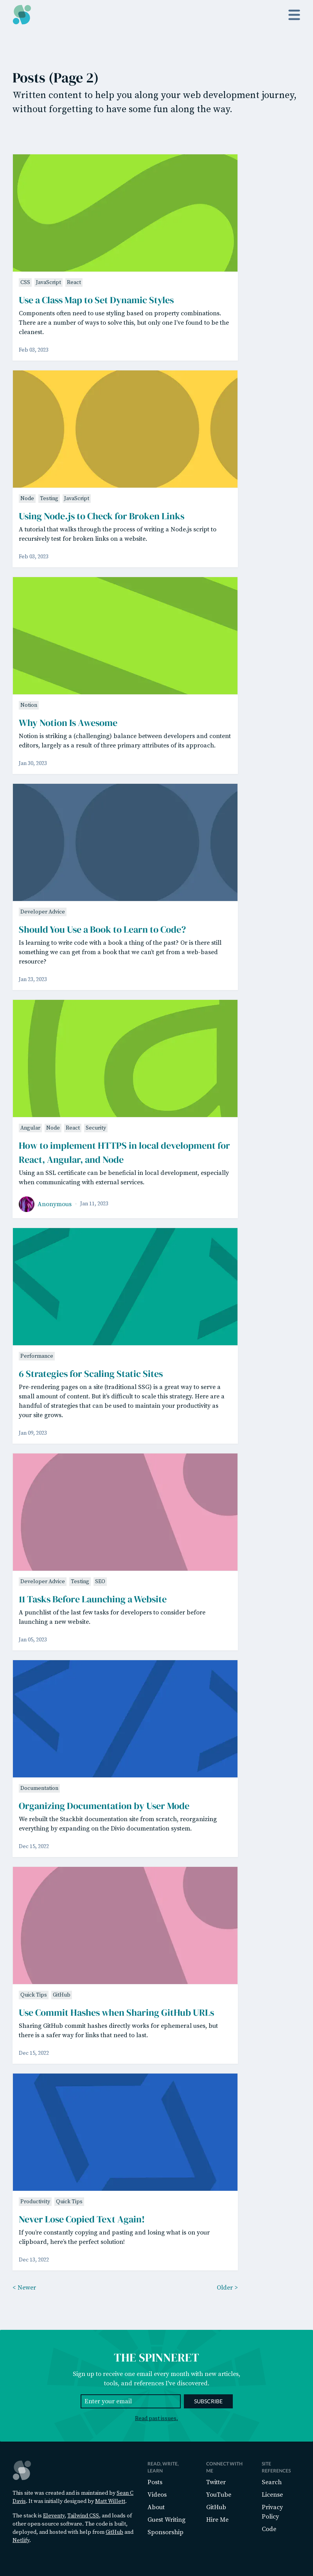 Posts (Page 2)
Written content to help you along your web development journey,
without forgetting to have some fun along the way.
CSS JavaScript React
Use a Class Map to Set Dynamic Styles
Components often need to use styling based on property combinations.
There are a number of ways to solve this, but only one I've found to be the
cleanest.
Feb 03, 2023
Node Testing JavaScript
Using Node.js to Check for Broken Links
A tutorial that walks through the process of writing a Node.js script to
recursively test for broken links on a website.
Feb 03, 2023
Notion
Why Notion Is Awesome
Notion is striking a (challenging) balance between developers and content
editors, largely as a result of three primary attributes of its approach.
Jan 30, 2023
Developer Advice
Should You Use a Book to Learn to Code?
Is learning to write code with a book a thing of the past? Or is there still
something we can get from a book that we can't get from a web-based
resource?
Jan 23, 2023
Angular Node React Security
How to implement HTTPS in local development for
React, Angular, and Node
Using an SSL certificate can be beneficial in local development, especially
when communicating with external services.
Anonymous · Jan 11, 2023
Performance
6 Strategies for Scaling Static Sites
Pre-rendering pages on a site (traditional SSG) is a great way to serve a
small amount of content. But it's difficult to scale this strategy. Here are a
handful of strategies that can be used to maintain your productivity as
your site grows.
Jan 09, 2023
Developer Advice Testing SEO
11 Tasks Before Launching a Website
A punchlist of the last few tasks for developers to consider before
launching a new website.
Jan 05, 2023
Documentation
Organizing Documentation by User Mode
We rebuilt the Stackbit documentation site from scratch, reorganizing
everything by expanding on the Divio documentation system.
Dec 15, 2022
Quick Tips GitHub
Use Commit Hashes when Sharing GitHub URLs
Sharing GitHub commit hashes directly works for ephemeral uses, but
there is a safer way for links that need to last.
Dec 15, 2022
Productivity Quick Tips
Never Lose Copied Text Again!
If you're constantly copying and pasting and losing what is on your
clipboard, here's the perfect solution!
Dec 13, 2022
< Newer Older >
THE SPINNERET
Sign up to receive one email every month with new articles,
tools, and references I've discovered.
Enter your email SUBSCRIBE
Read past issues.
This site was created and is maintained by Sean C
Davis. It was initially designed by Matt Willett.
The stack is Eleventy, Tailwind CSS, and loads of
other open source software. The code is built,
deployed, and hosted with help from GitHub and
Netlify.
READ, WRITE,
LEARN
Posts
Videos
About
Guest Writing
Sponsorship
CONNECT WITH
ME
Twitter
YouTube
GitHub
Hire Me
SITE
REFERENCES
Search
License
Privacy
Policy
Code